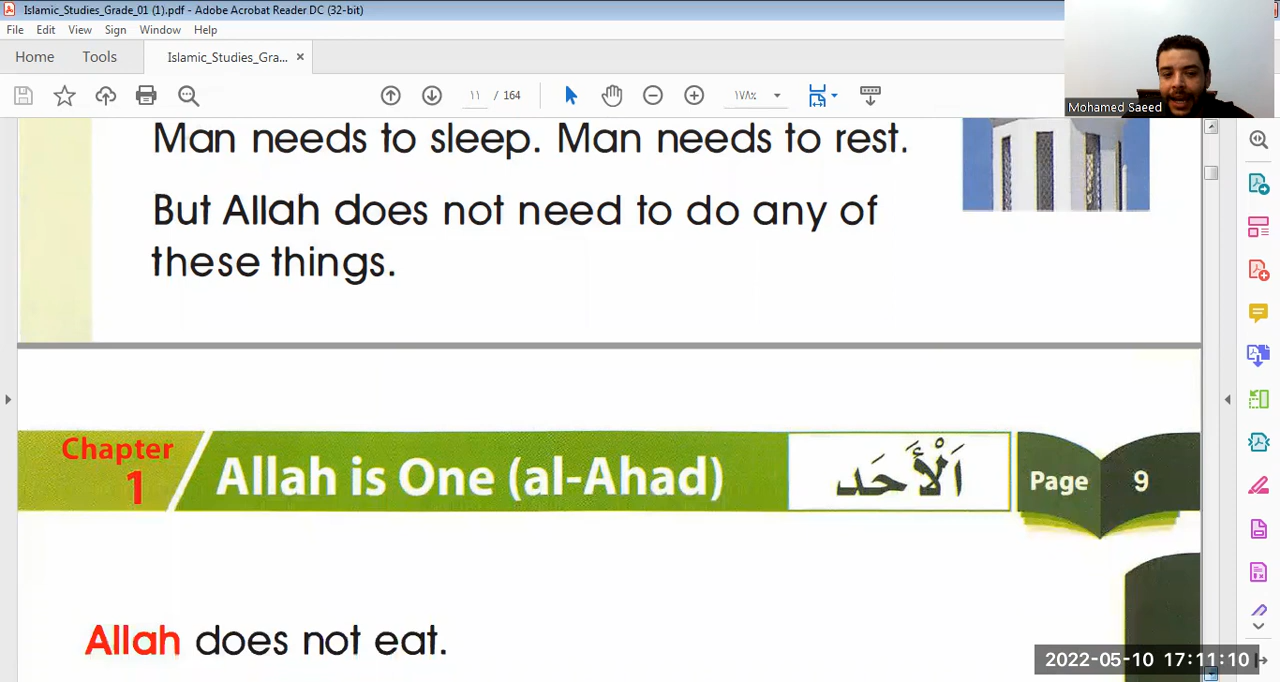 Islamic_Studies_Grade_01 (1).pdf - Adobe Acrobat Reader DC (32-bit)
File Edit View Sign Window Help
Home Tools Islamic_Studies_Gra... ×
١١ / 164 ١٧٨%
Mohamed Saeed
Man needs to sleep. Man needs to rest.
But Allah does not need to do any of
these things.
Chapter
1
Allah is One (al-Ahad)
اَلْأَحَد
Page 9
Allah does not eat.
2022-05-10 17:11:10